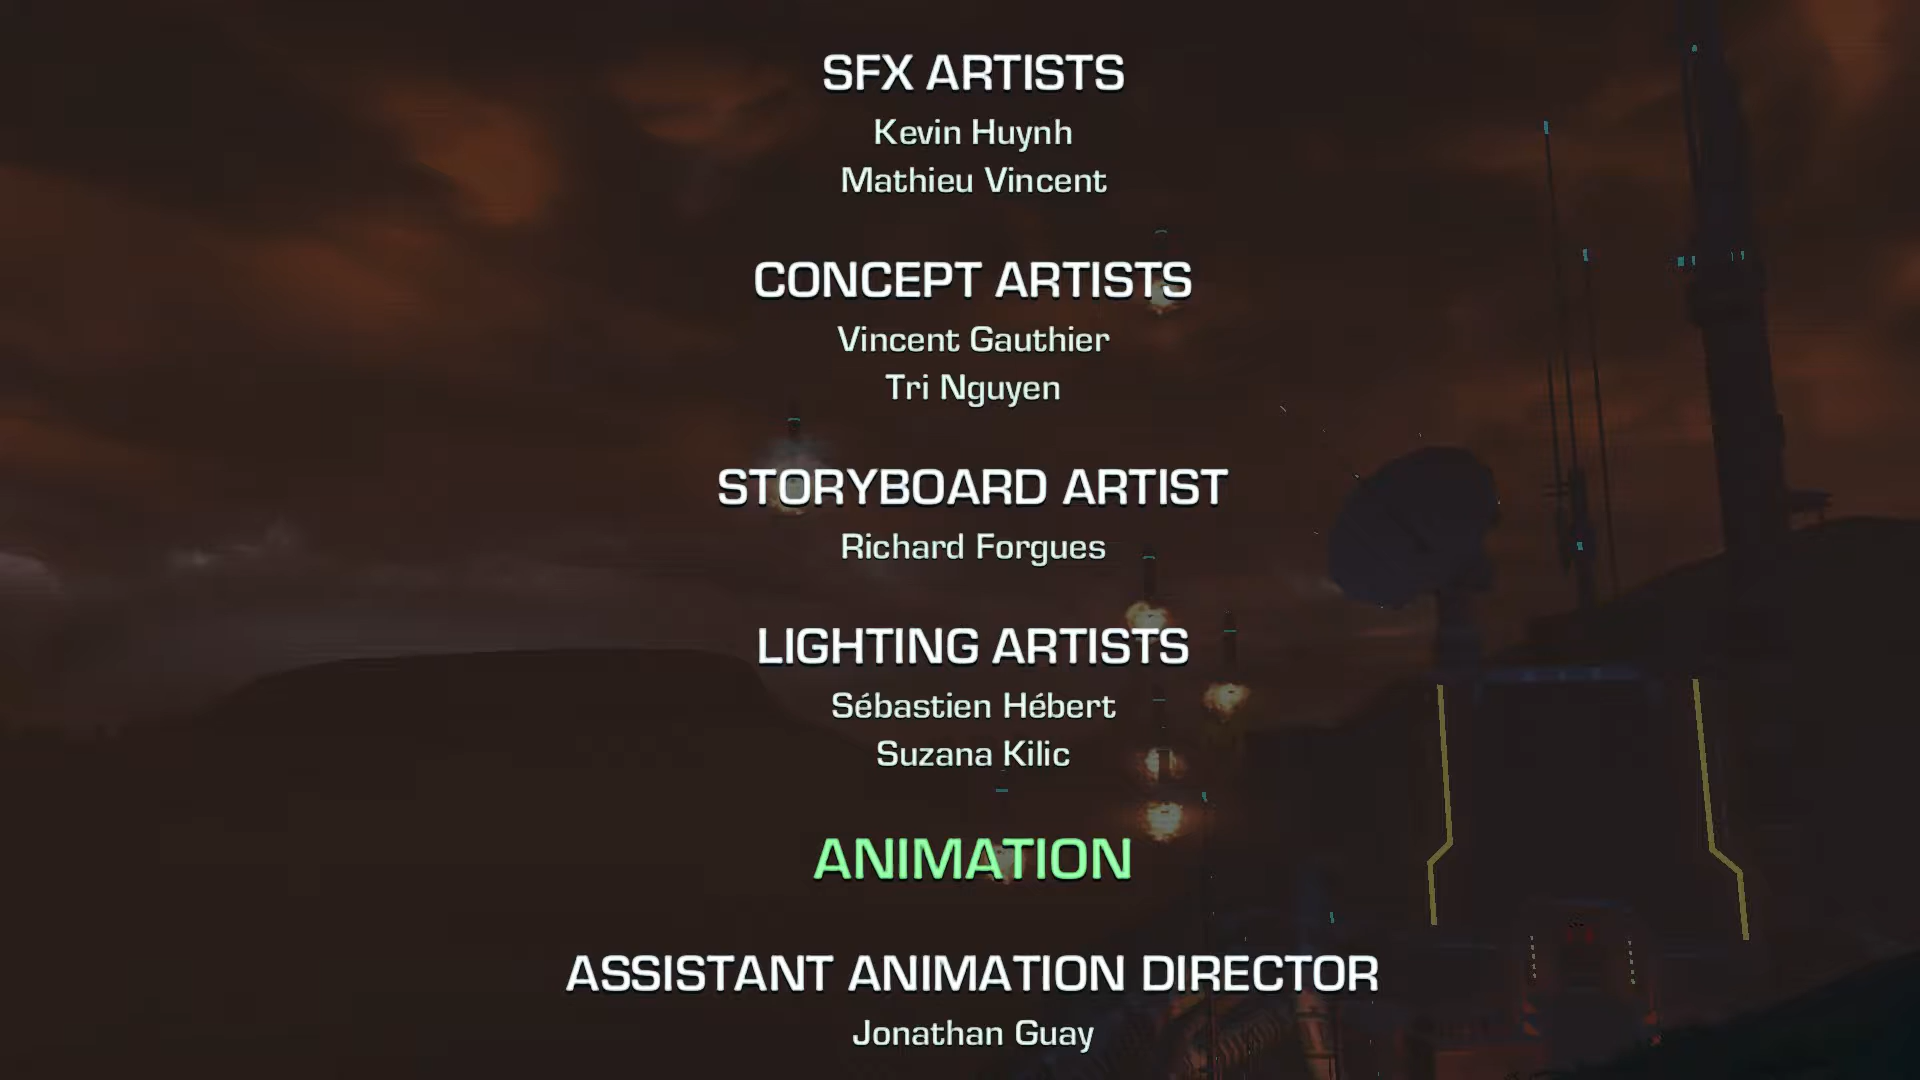 SFX ARTISTS
Kevin Huynh
Mathieu Vincent
CONCEPT ARTISTS
Vincent Gauthier
Tri Nguyen
STORYBOARD ARTIST
Richard Forgues
LIGHTING ARTISTS
Sébastien Hébert
Suzana Kilic
ANIMATION
ASSISTANT ANIMATION DIRECTOR
Jonathan Guay